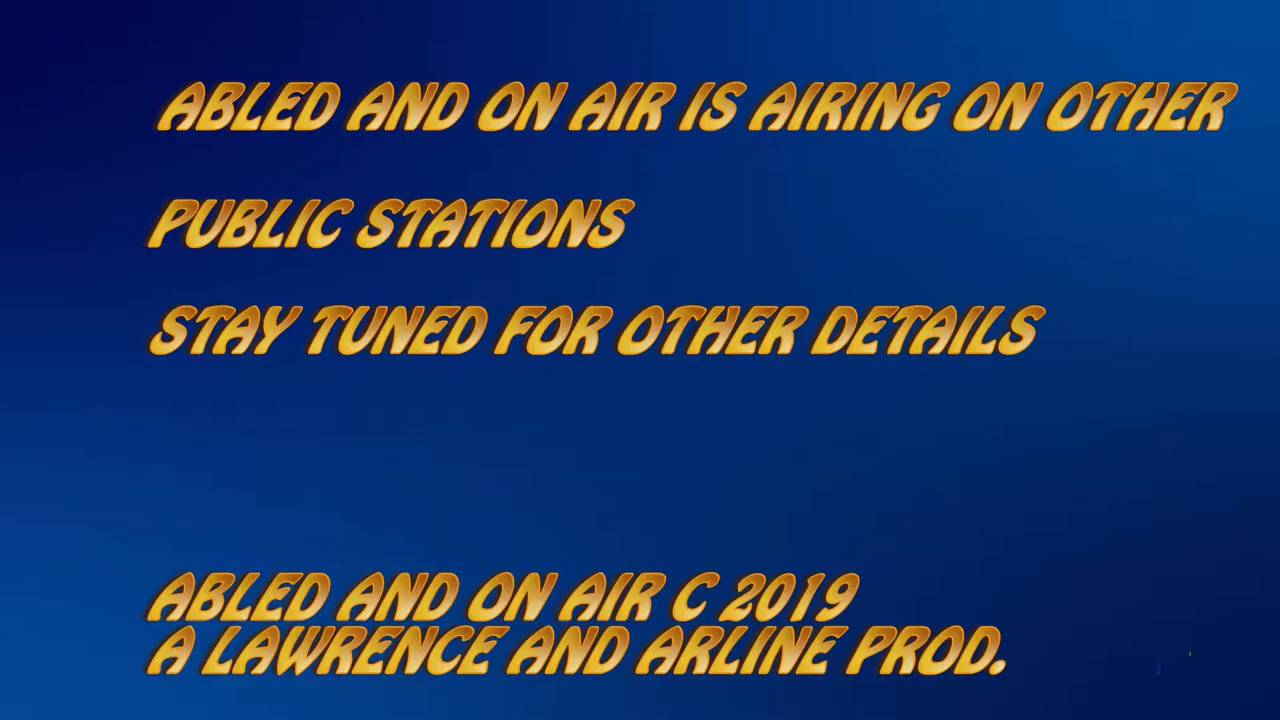 ABLED AND ON AIR IS AIRING ON OTHER
PUBLIC STATIONS
STAY TUNED FOR OTHER DETAILS
ABLED AND ON AIR C 2019
A LAWRENCE AND ARLINE PROD.